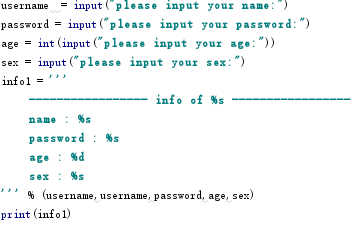 username = input("please input your name:")
password = input("please input your password:")
age = int(input("please input your age:"))
sex = input("please input your sex:")
info1 = '''
----------------- info of %s -----------------
name : %s
password : %s
age : %d
sex : %s
''' % (username,username,password,age,sex)
print(info1)